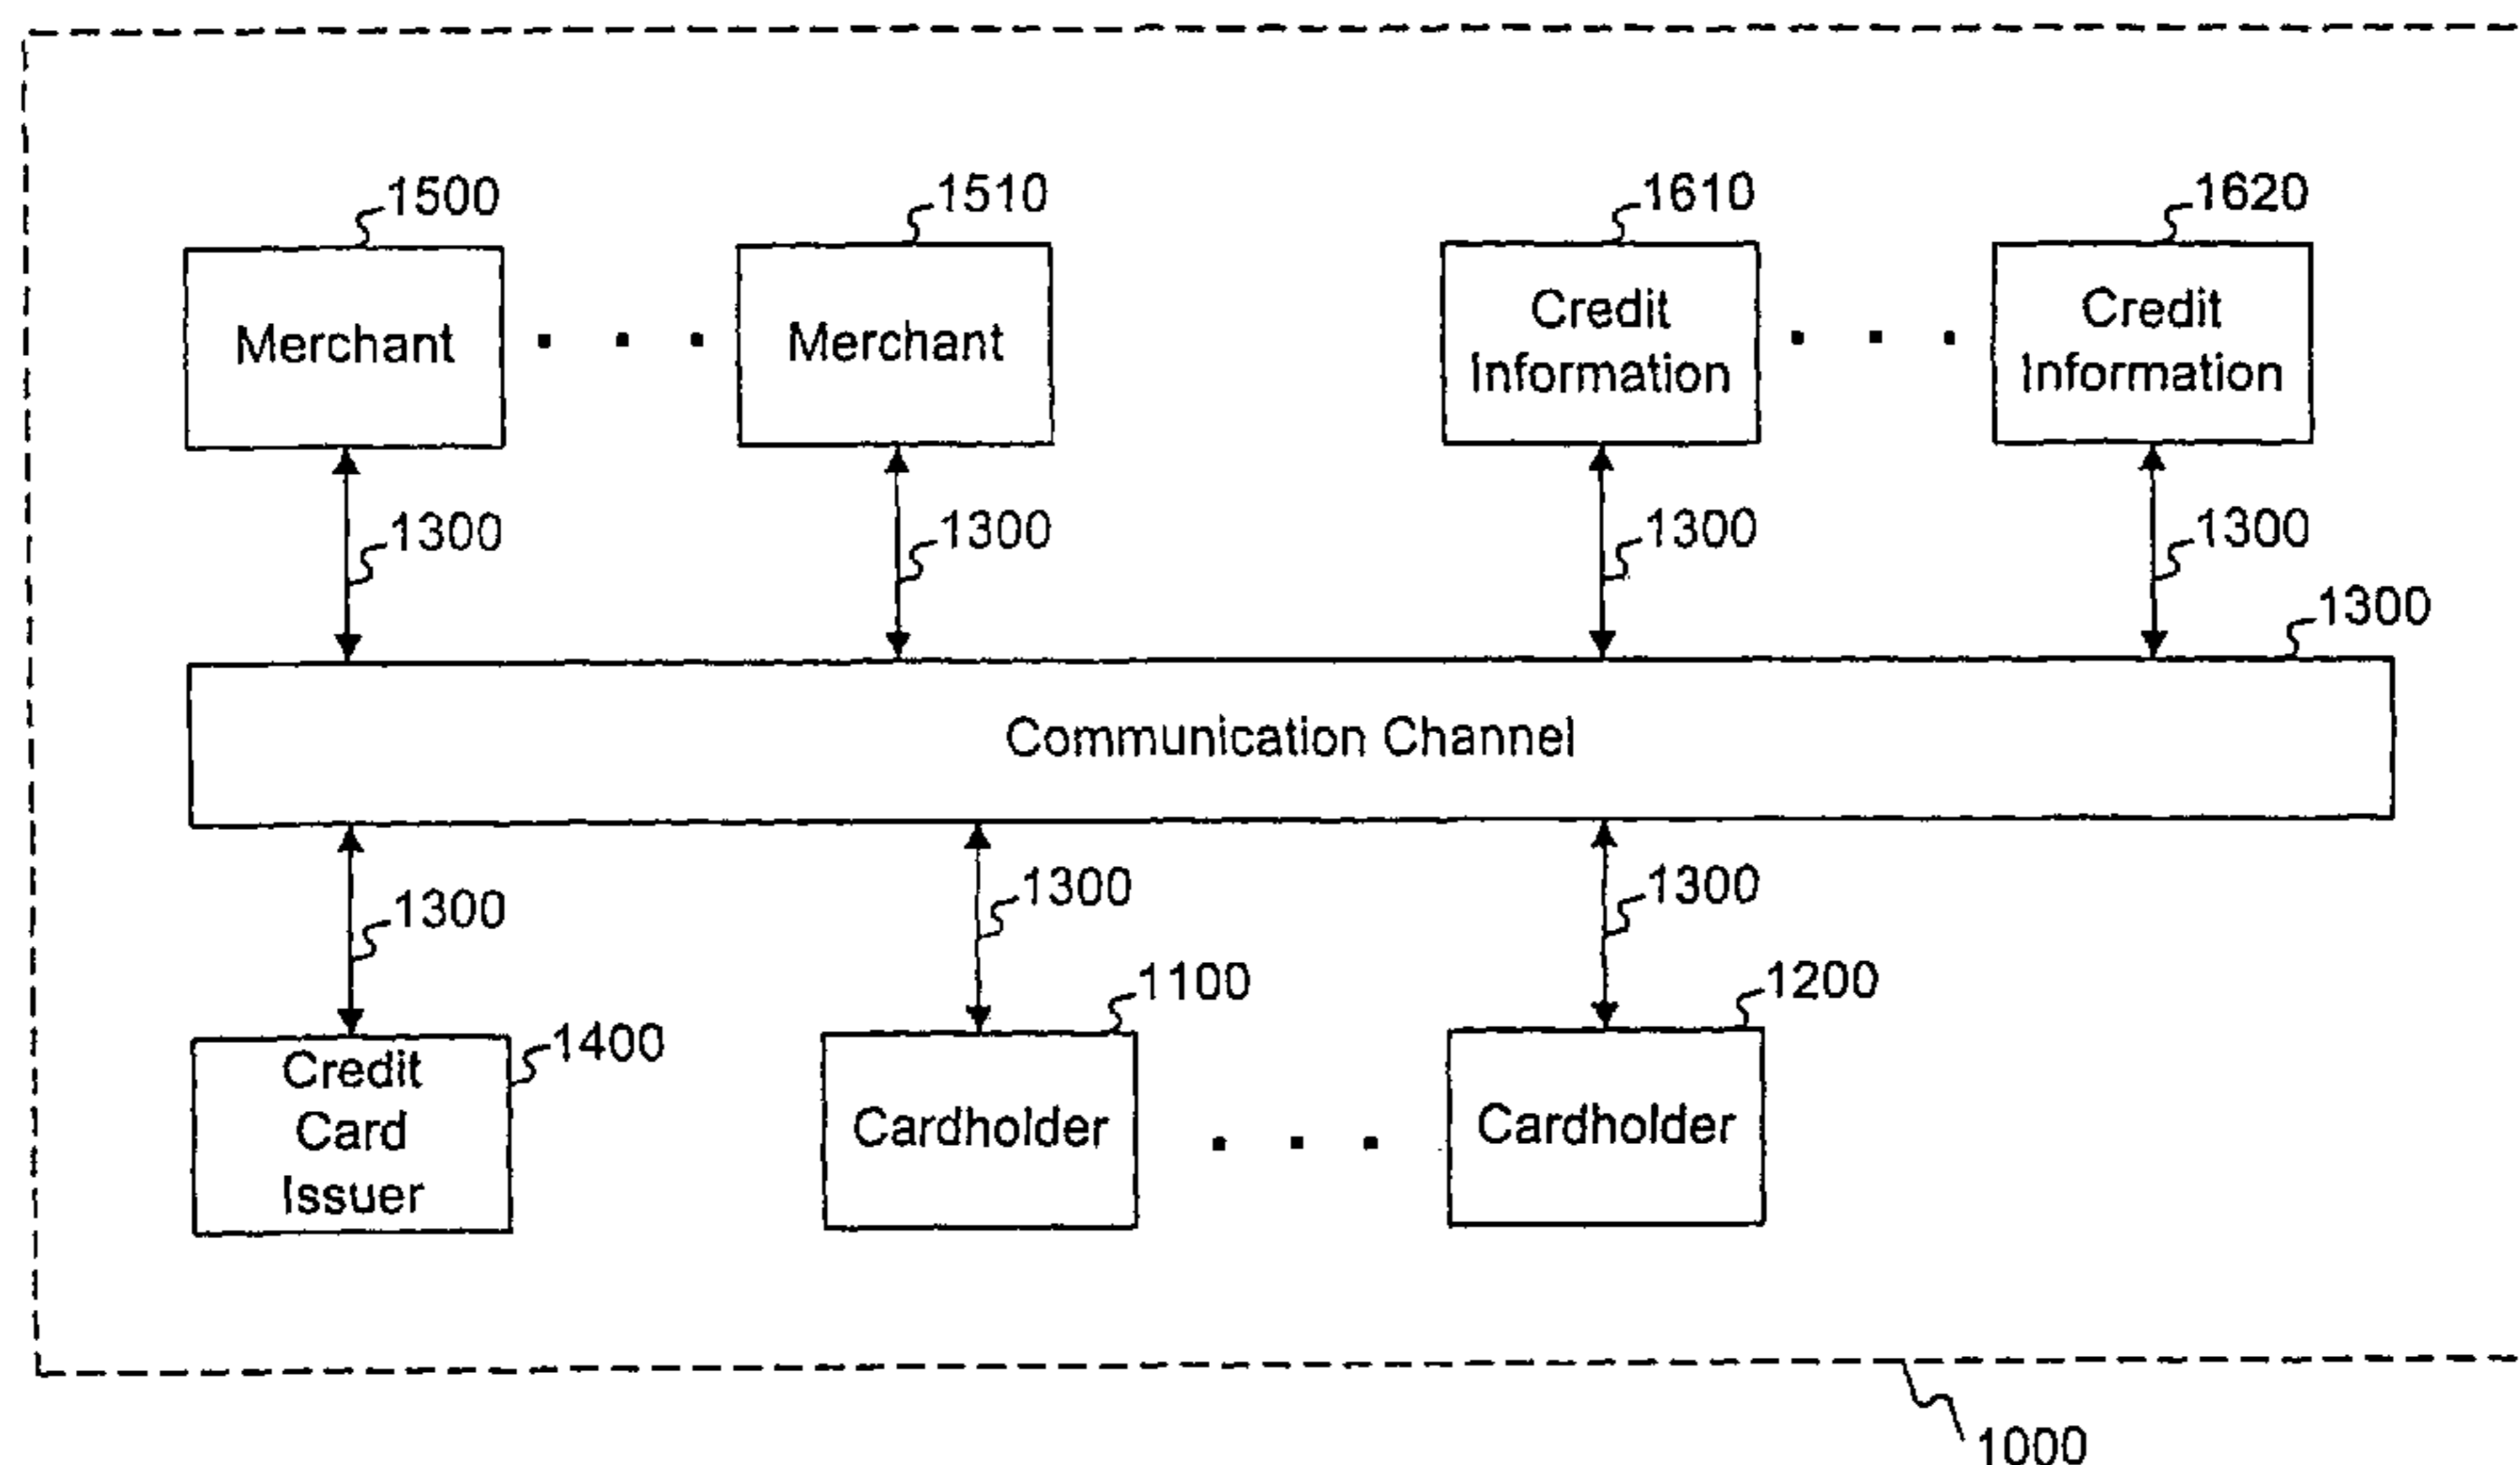 1500
1510
1610
1620
Merchant
Merchant
Credit
Information
Credit
Information
1300
1300
1300
1300
1300
Communication Channel
1300
1300
1300
1400
1100
1200
Credit
Card
Issuer
Cardholder
Cardholder
1000